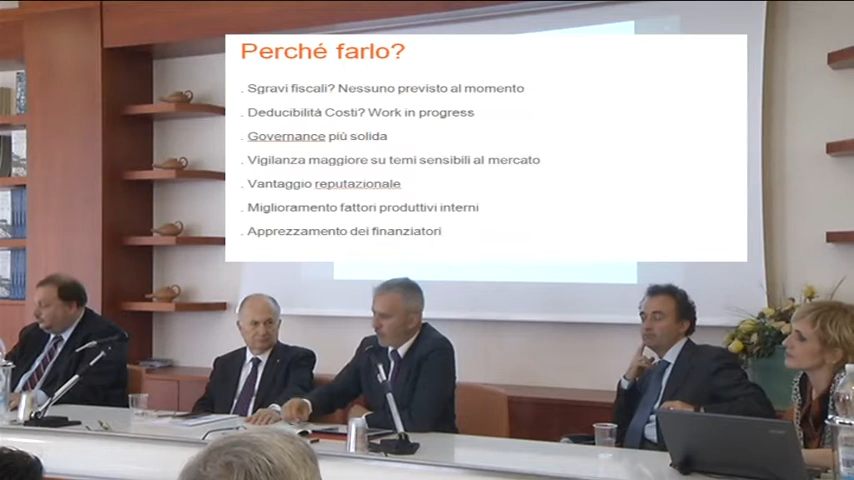 Perché farlo?
. Sgravi fiscali? Nessuno previsto al momento
. Deducibilità Costi? Work in progress
. Governance più solida
. Vigilanza maggiore su temi sensibili al mercato
. Vantaggio reputazionale
. Miglioramento fattori produttivi interni
. Apprezzamento dei finanziatori